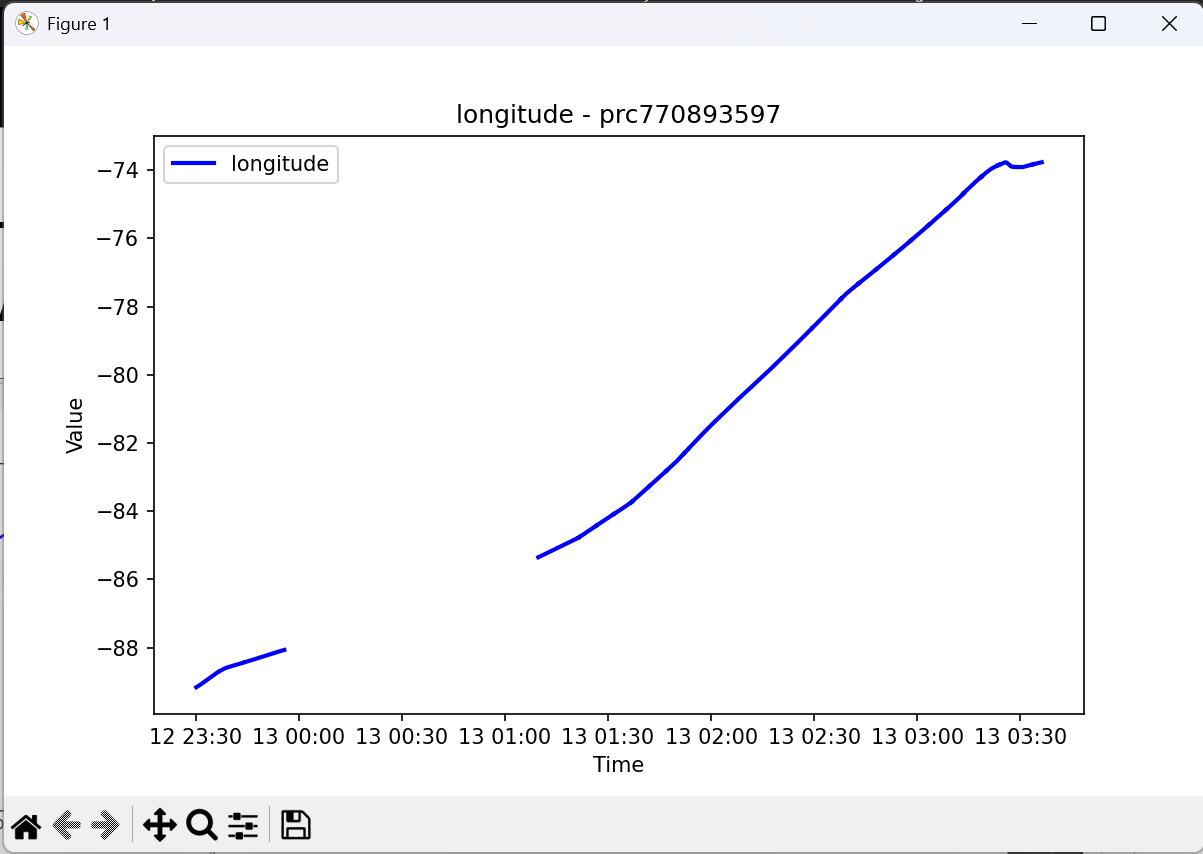 Figure 1
longitude - prc770893597
longitude
−74
−76
−78
−80
−82
−84
−86
−88
Value
12 23:30 13 00:00 13 00:30 13 01:00 13 01:30 13 02:00 13 02:30 13 03:00 13 03:30
Time